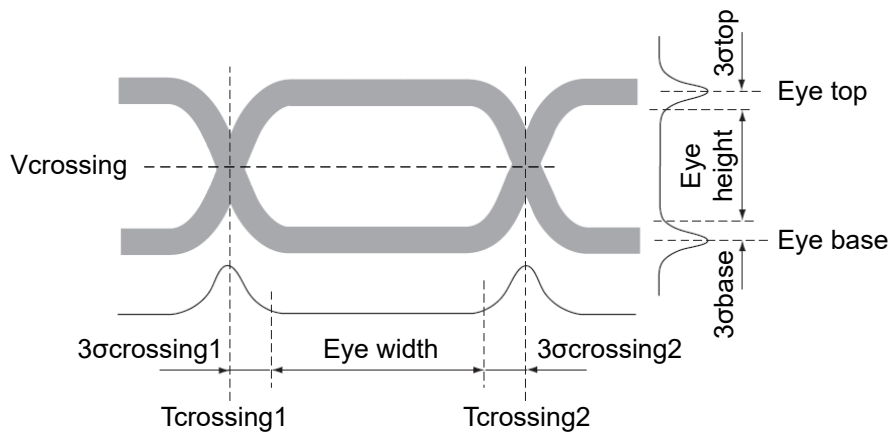 3σtop
Eye top
Vcrossing
Eye
height
Eye base
3σbase
3σcrossing1
Eye width
3σcrossing2
Tcrossing1
Tcrossing2